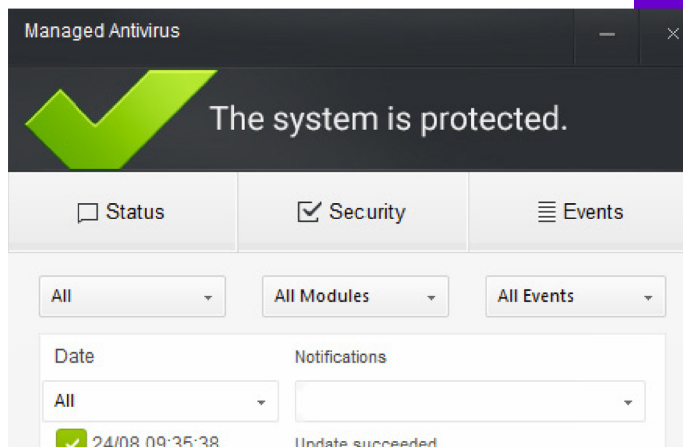 Managed Antivirus
The system is protected.
Status Security Events
All All Modules All Events
Date Notifications
All
24/08 09:35:38 Update succeeded